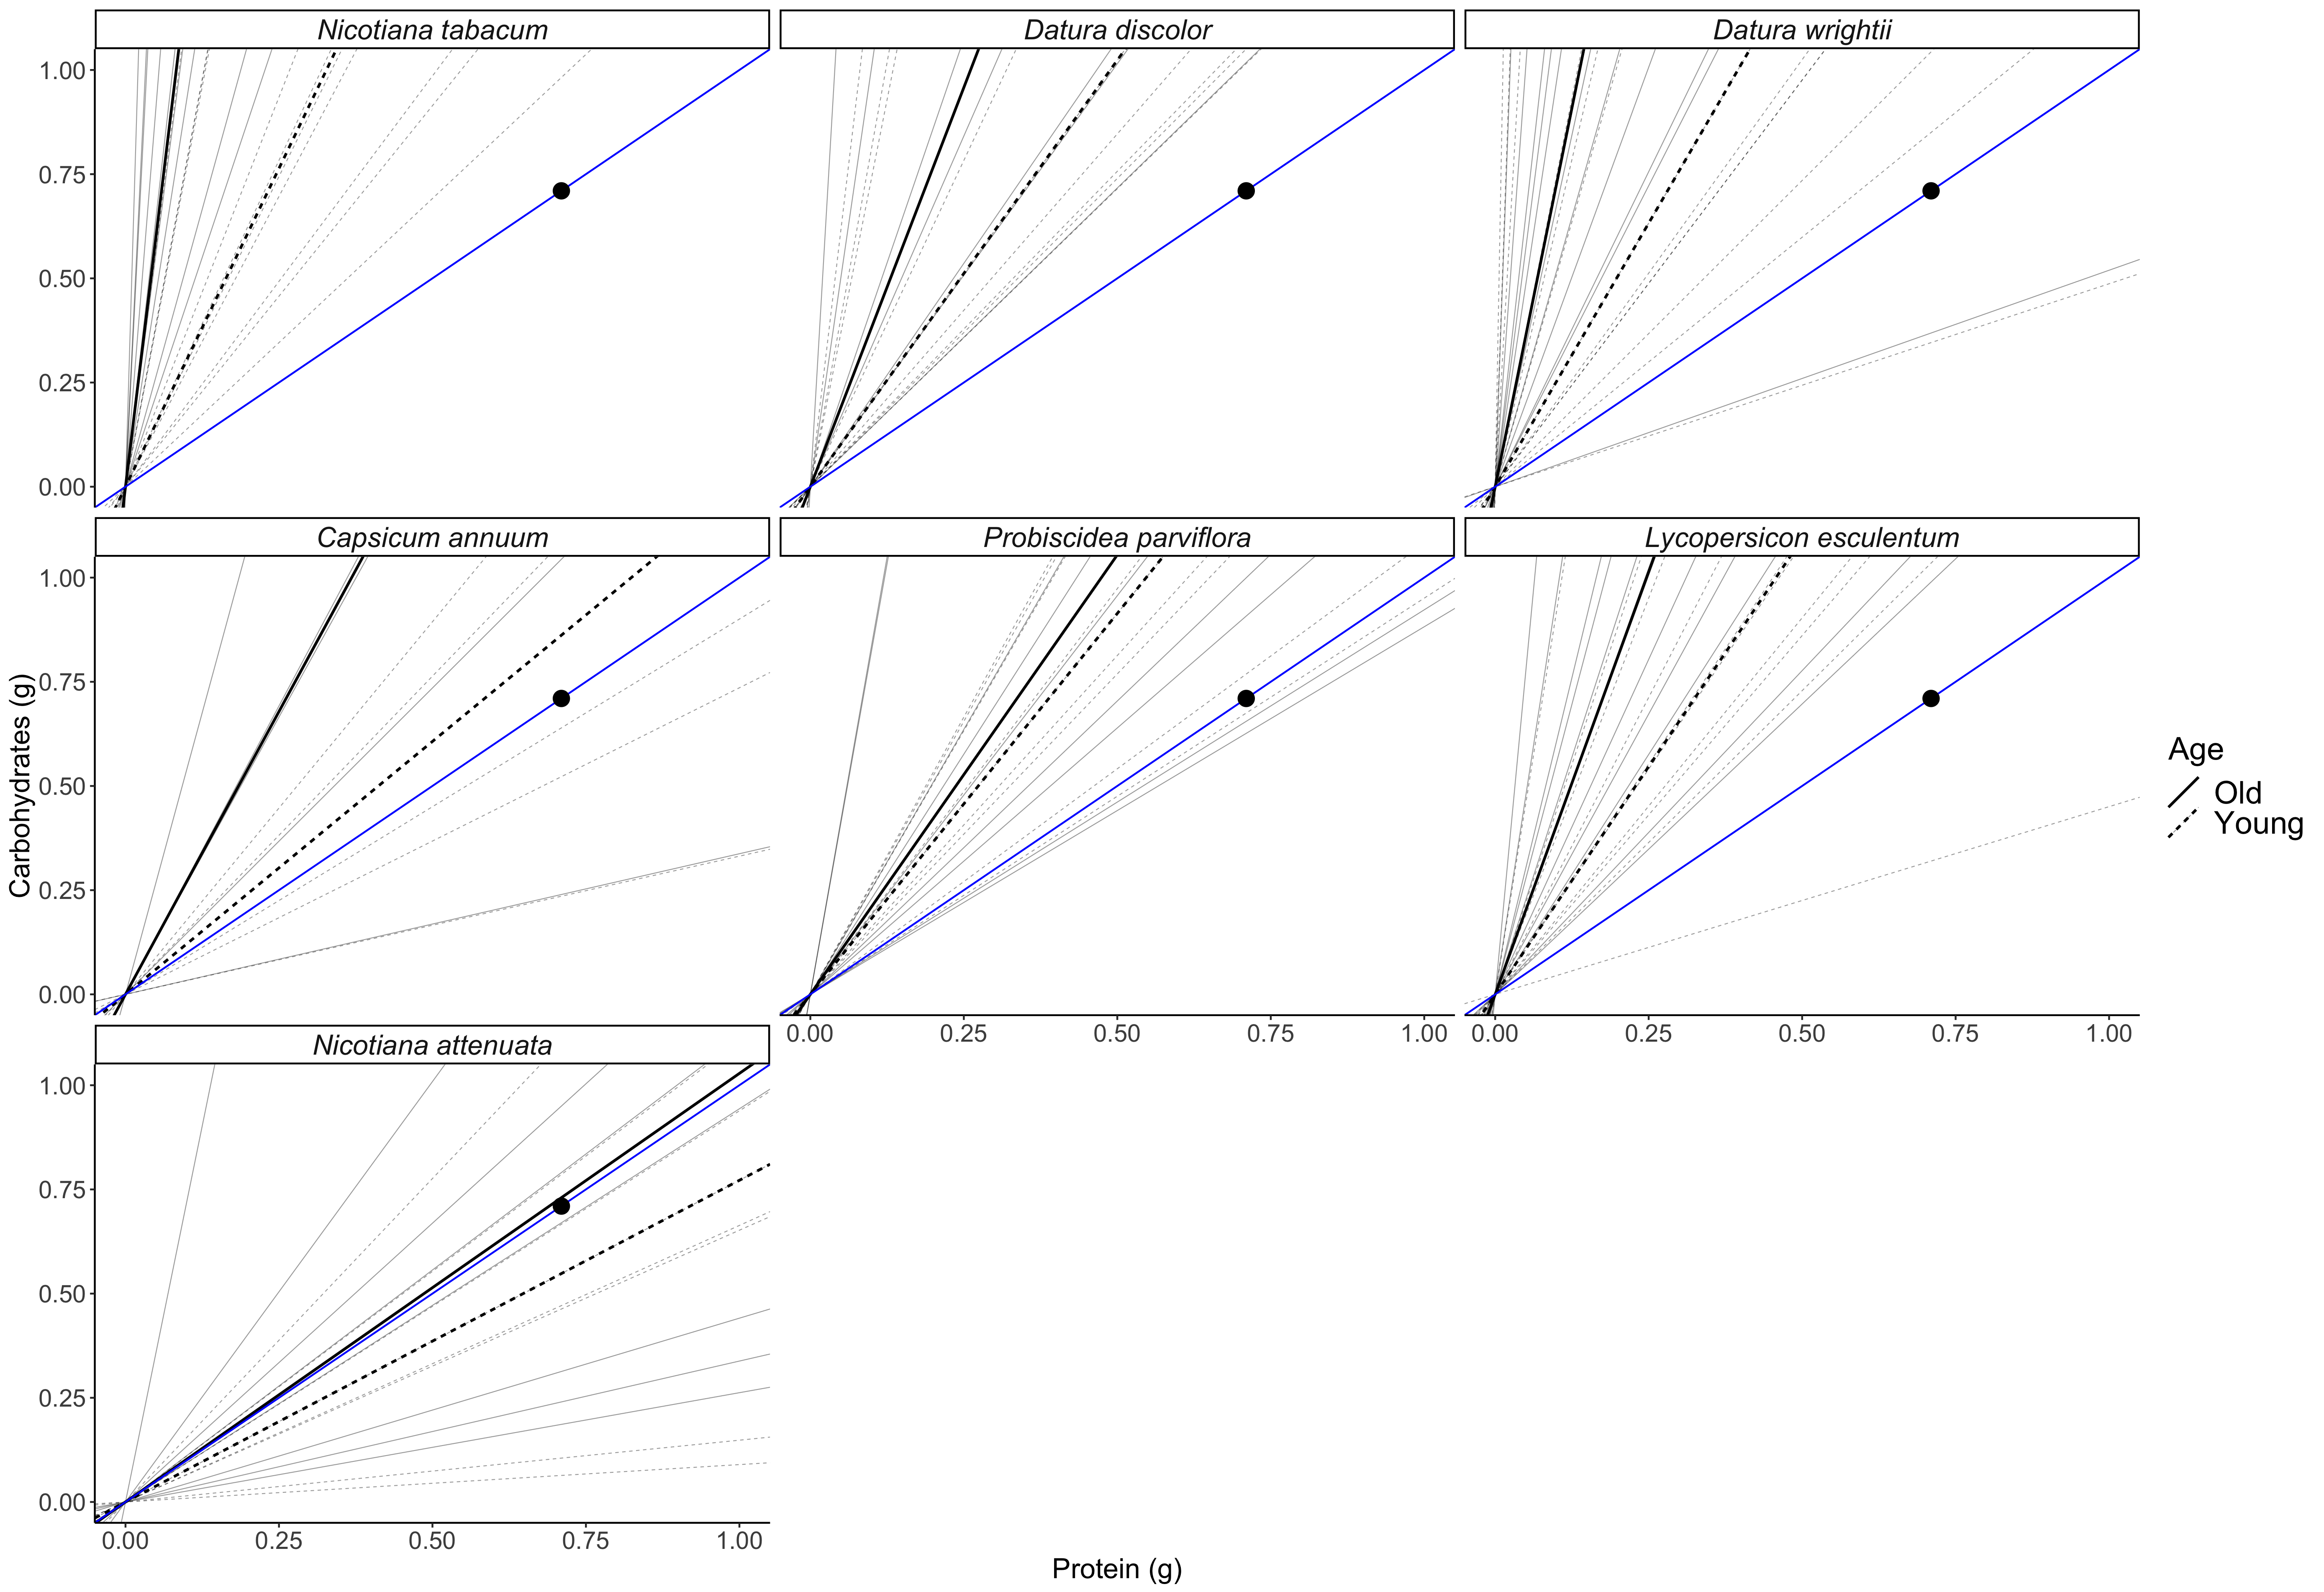 Nicotiana tabacum
Datura discolor
Datura wrightii
1.00
0.75
0.50
0.25
0.00
Capsicum annuum
Probiscidea parviflora
Lycopersicon esculentum
1.00
0.75
0.50
0.25
0.00
0.00 0.25 0.50 0.75 1.00
0.00 0.25 0.50 0.75 1.00
Nicotiana attenuata
1.00
0.75
0.50
0.25
0.00
0.00 0.25 0.50 0.75 1.00
Carbohydrates (g)
Protein (g)
Age
Old
Young